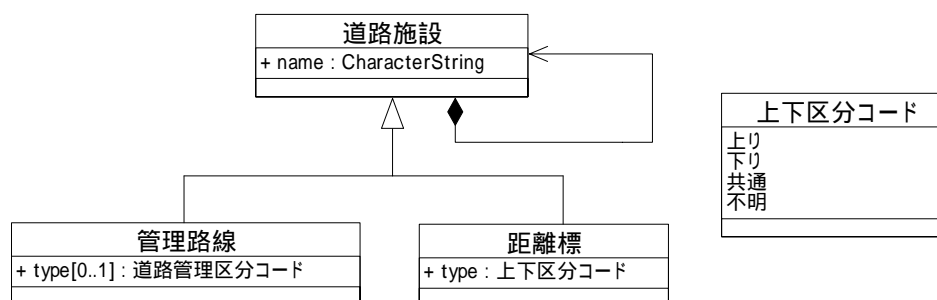 道路施設
+ name : CharacterString
上下区分コード
上り
下り
共通
不明
管理路線
+ type[0..1] : 道路管理区分コード
距離標
+ type : 上下区分コード